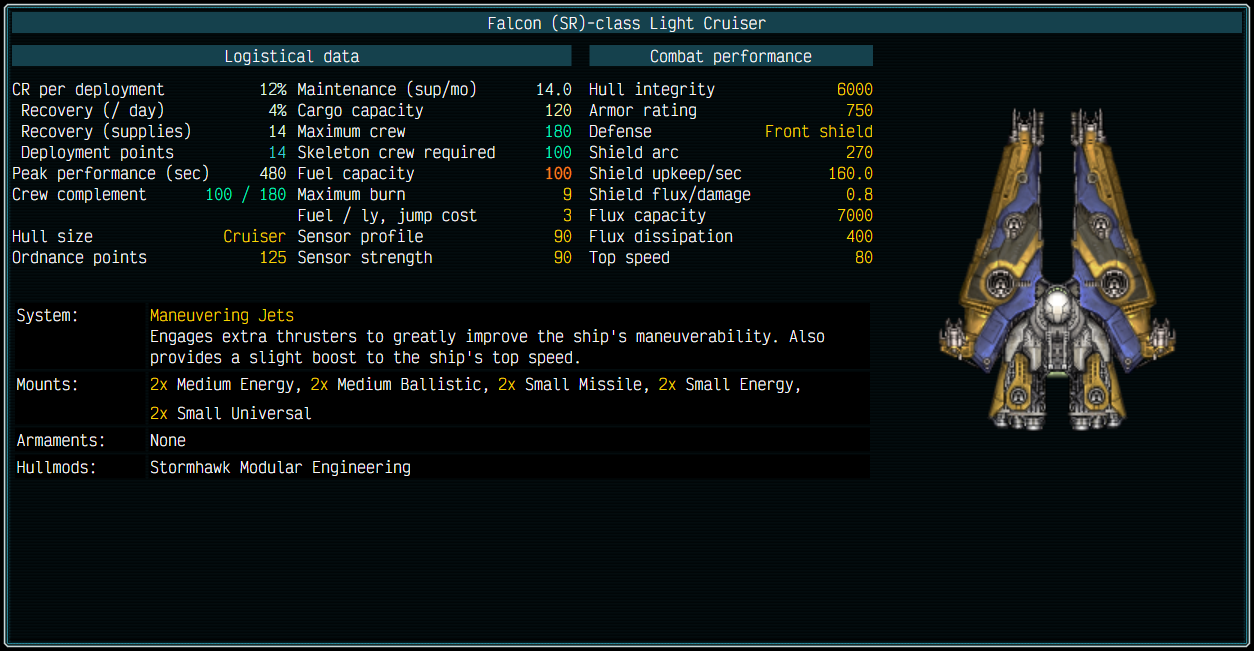 Falcon (SR)-class Light Cruiser
Logistical data
CR per deployment 12%
Recovery (/ day) 4%
Recovery (supplies) 14
Deployment points 14
Peak performance (sec) 480
Crew complement 100 / 180
Hull size Cruiser
Ordnance points 125
Maintenance (sup/mo) 14.0
Cargo capacity 120
Maximum crew 180
Skeleton crew required 100
Fuel capacity 100
Maximum burn 9
Fuel / ly, jump cost 3
Sensor profile 90
Sensor strength 90
Combat performance
Hull integrity 6000
Armor rating 750
Defense Front shield
Shield arc 270
Shield upkeep/sec 160.0
Shield flux/damage 0.8
Flux capacity 7000
Flux dissipation 400
Top speed 80
System: Maneuvering Jets
Engages extra thrusters to greatly improve the ship's maneuverability. Also
provides a slight boost to the ship's top speed.
Mounts: 2x Medium Energy, 2x Medium Ballistic, 2x Small Missile, 2x Small Energy,
2x Small Universal
Armaments: None
Hullmods: Stormhawk Modular Engineering